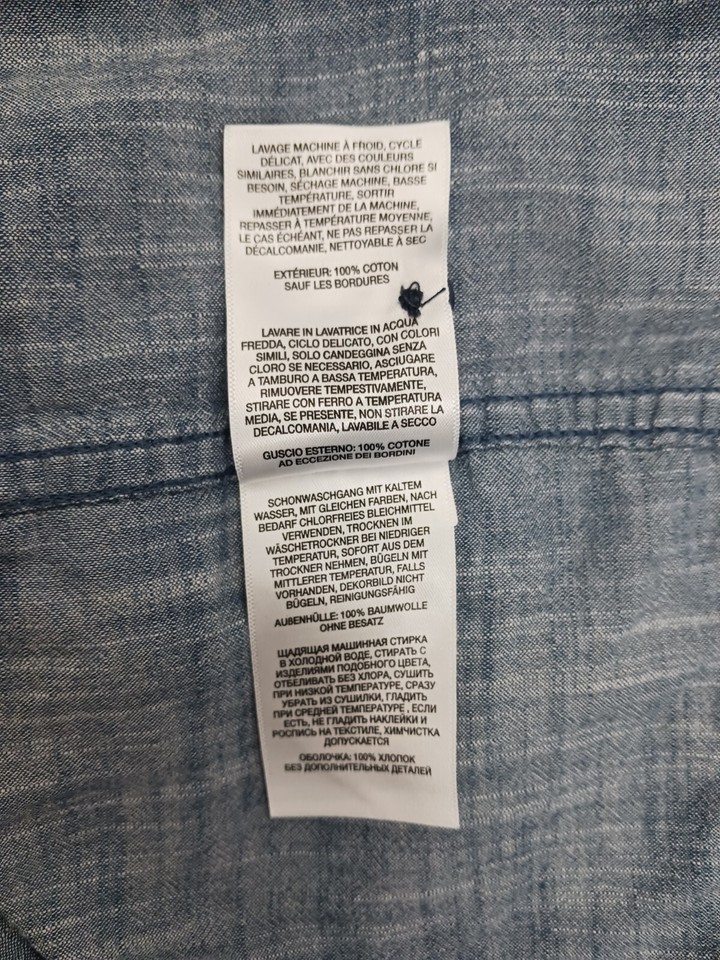 LAVAGE MACHINE À FROID, CYCLE
DÉLICAT, AVEC DES COULEURS
SIMILAIRES, BLANCHIR SANS CHLORE SI
BESOIN, SÉCHAGE MACHINE, BASSE
TEMPÉRATURE, SORTIR
IMMÉDIATEMENT DE LA MACHINE,
REPASSER À TEMPÉRATURE MOYENNE,
LE CAS ÉCHÉANT, NE PAS REPASSER LA
DÉCALCOMANIE, NETTOYABLE À SEC
EXTÉRIEUR: 100% COTON
SAUF LES BORDURES
LAVARE IN LAVATRICE IN ACQUA
FREDDA, CICLO DELICATO, CON COLORI
SIMILI, SOLO CANDEGGINA SENZA
CLORO SE NECESSARIO, ASCIUGARE
A TAMBURO A BASSA TEMPERATURA,
RIMUOVERE TEMPESTIVAMENTE,
STIRARE CON FERRO A TEMPERATURA
MEDIA, SE PRESENTE, NON STIRARE LA
DECALCOMANIA, LAVABILE A SECCO
GUSCIO ESTERNO: 100% COTONE
AD ECCEZIONE DEI BORDINI
SCHONWASCHGANG MIT KALTEM
WASSER, MIT GLEICHEN FARBEN, NACH
BEDARF CHLORFREIES BLEICHMITTEL
VERWENDEN, TROCKNEN IM
WÄSCHETROCKNER BEI NIEDRIGER
TEMPERATUR, SOFORT AUS DEM
TROCKNER NEHMEN, BÜGELN MIT
MITTLERER TEMPERATUR, FALLS
VORHANDEN, DEKORBILD NICHT
BÜGELN, REINIGUNGSFÄHIG
AUßENHÜLLE: 100% BAUMWOLLE
OHNE BESATZ
ЩАДЯЩАЯ МАШИННАЯ СТИРКА
В ХОЛОДНОЙ ВОДЕ, СТИРАТЬ С
ИЗДЕЛИЯМИ ПОДОБНОГО ЦВЕТА,
ОТБЕЛИВАТЬ БЕЗ ХЛОРА, СУШИТЬ
ПРИ НИЗКОЙ ТЕМПЕРАТУРЕ, СРАЗУ
УБРАТЬ ИЗ СУШИЛКИ, ГЛАДИТЬ
ПРИ СРЕДНЕЙ ТЕМПЕРАТУРЕ , ЕСЛИ
ЕСТЬ, НЕ ГЛАДИТЬ НАКЛЕЙКИ И
РОСПИСЬ НА ТЕКСТИЛЕ, ХИМЧИСТКА
ДОПУСКАЕТСЯ
ОБОЛОЧКА: 100% ХЛОПОК
БЕЗ ДОПОЛНИТЕЛЬНЫХ ДЕТАЛЕЙ